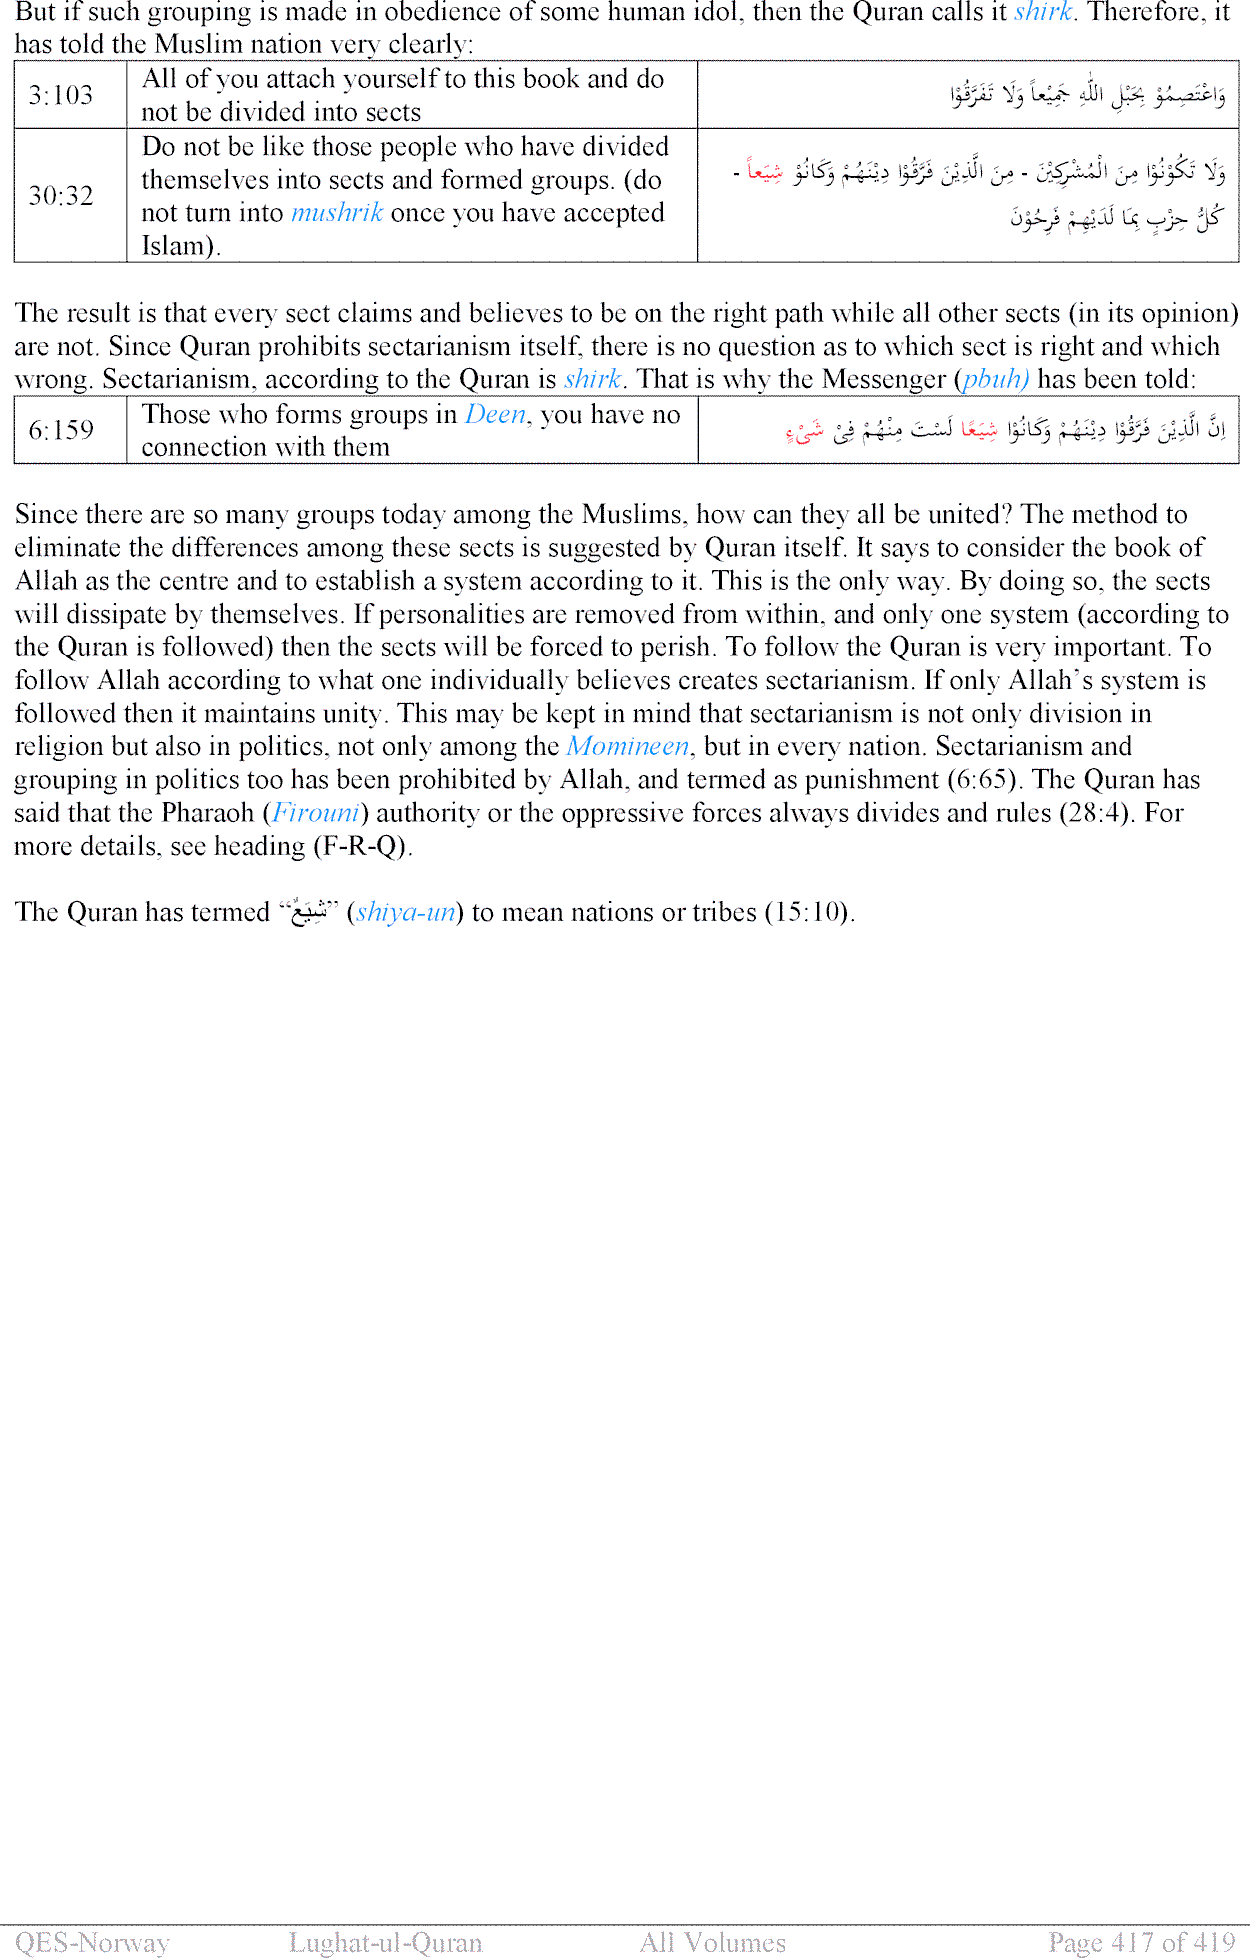 But if such grouping is made in obedience of some human idol, then the Quran calls it shirk. Therefore, it
has told the Muslim nation very clearly:
3:103
All of you attach yourself to this book and do
not be divided into sects
وَاعْتَصِمُوْ بِحَبْلِ اللّٰهِ جَمِيْعاً وَلَا تَفَرَّقُوْا
30:32
Do not be like those people who have divided
themselves into sects and formed groups. (do
not turn into mushrik once you have accepted
Islam).
وَلَا تَكُوْنُوْا مِنَ الْمُشْرِكِيْنَ - مِنَ الَّذِيْنَ فَرَّقُوْا دِيْنَهُمْ وَكَانُوْ شِيَعاً -
كُلُّ حِزْبٍ بِمَا لَدَيْهِمْ فَرِحُوْنَ
The result is that every sect claims and believes to be on the right path while all other sects (in its opinion)
are not. Since Quran prohibits sectarianism itself, there is no question as to which sect is right and which
wrong. Sectarianism, according to the Quran is shirk. That is why the Messenger (pbuh) has been told:
6:159
Those who forms groups in Deen, you have no
connection with them
اِنَّ الَّذِيْنَ فَرَّقُوْا دِيْنَهُمْ وَكَانُوْا شِيَعًا لَسْتَ مِنْهُمْ فِىْ شَىْءٍ
Since there are so many groups today among the Muslims, how can they all be united? The method to
eliminate the differences among these sects is suggested by Quran itself. It says to consider the book of
Allah as the centre and to establish a system according to it. This is the only way. By doing so, the sects
will dissipate by themselves. If personalities are removed from within, and only one system (according to
the Quran is followed) then the sects will be forced to perish. To follow the Quran is very important. To
follow Allah according to what one individually believes creates sectarianism. If only Allah's system is
followed then it maintains unity. This may be kept in mind that sectarianism is not only division in
religion but also in politics, not only among the Momineen, but in every nation. Sectarianism and
grouping in politics too has been prohibited by Allah, and termed as punishment (6:65). The Quran has
said that the Pharaoh (Firouni) authority or the oppressive forces always divides and rules (28:4). For
more details, see heading (F-R-Q).
The Quran has termed “شِيَعٌ” (shiya-un) to mean nations or tribes (15:10).
QES-Norway Lughat-ul-Quran All Volumes Page 417 of 419